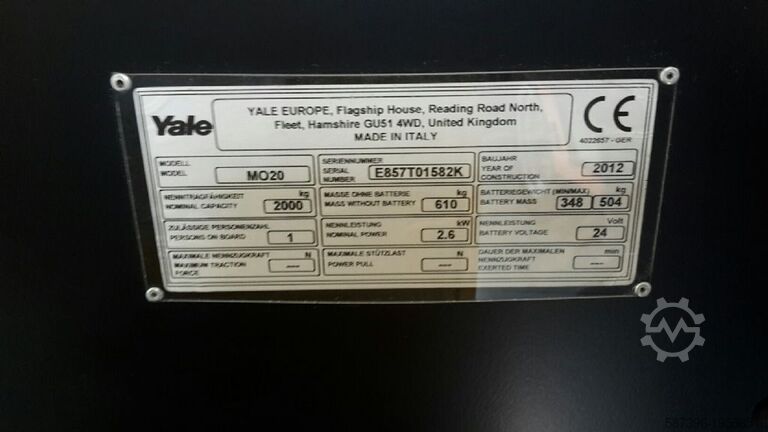 Yale
YALE EUROPE, Flagship House, Reading Road North,
Fleet, Hamshire GU51 4WD, United Kingdom
MADE IN ITALY
CE
4022657 - GER
MODELL
MODEL
MO20
SERIENNUMMER
SERIAL
NUMBER
E857T01582K
BAUJAHR
YEAR OF
CONSTRUCTION
2012
NENNTRAGFÄHIGKEIT kg
NOMINAL CAPACITY
2000
MASSE OHNE BATTERIE kg
MASS WITHOUT BATTERY
610
BATTERIEGEWICHT (MIN/MAX) kg
BATTERY MASS
348 504
ZULÄSSIGE PERSONENZAHL
PERSONS ON BOARD
1
NENNLEISTUNG kW
NOMINAL POWER
2.6
NENNLEISTUNG Volt
BATTERY VOLTAGE
24
MAXIMALE NENNZUGKRAFT N
MAXIMUM TRACTION
FORCE
---
MAXIMALE STÜTZLAST N
POWER PULL
---
DAUER DER MAXIMALEN min
NENNZUGKRAFT
EXERTED TIME
---